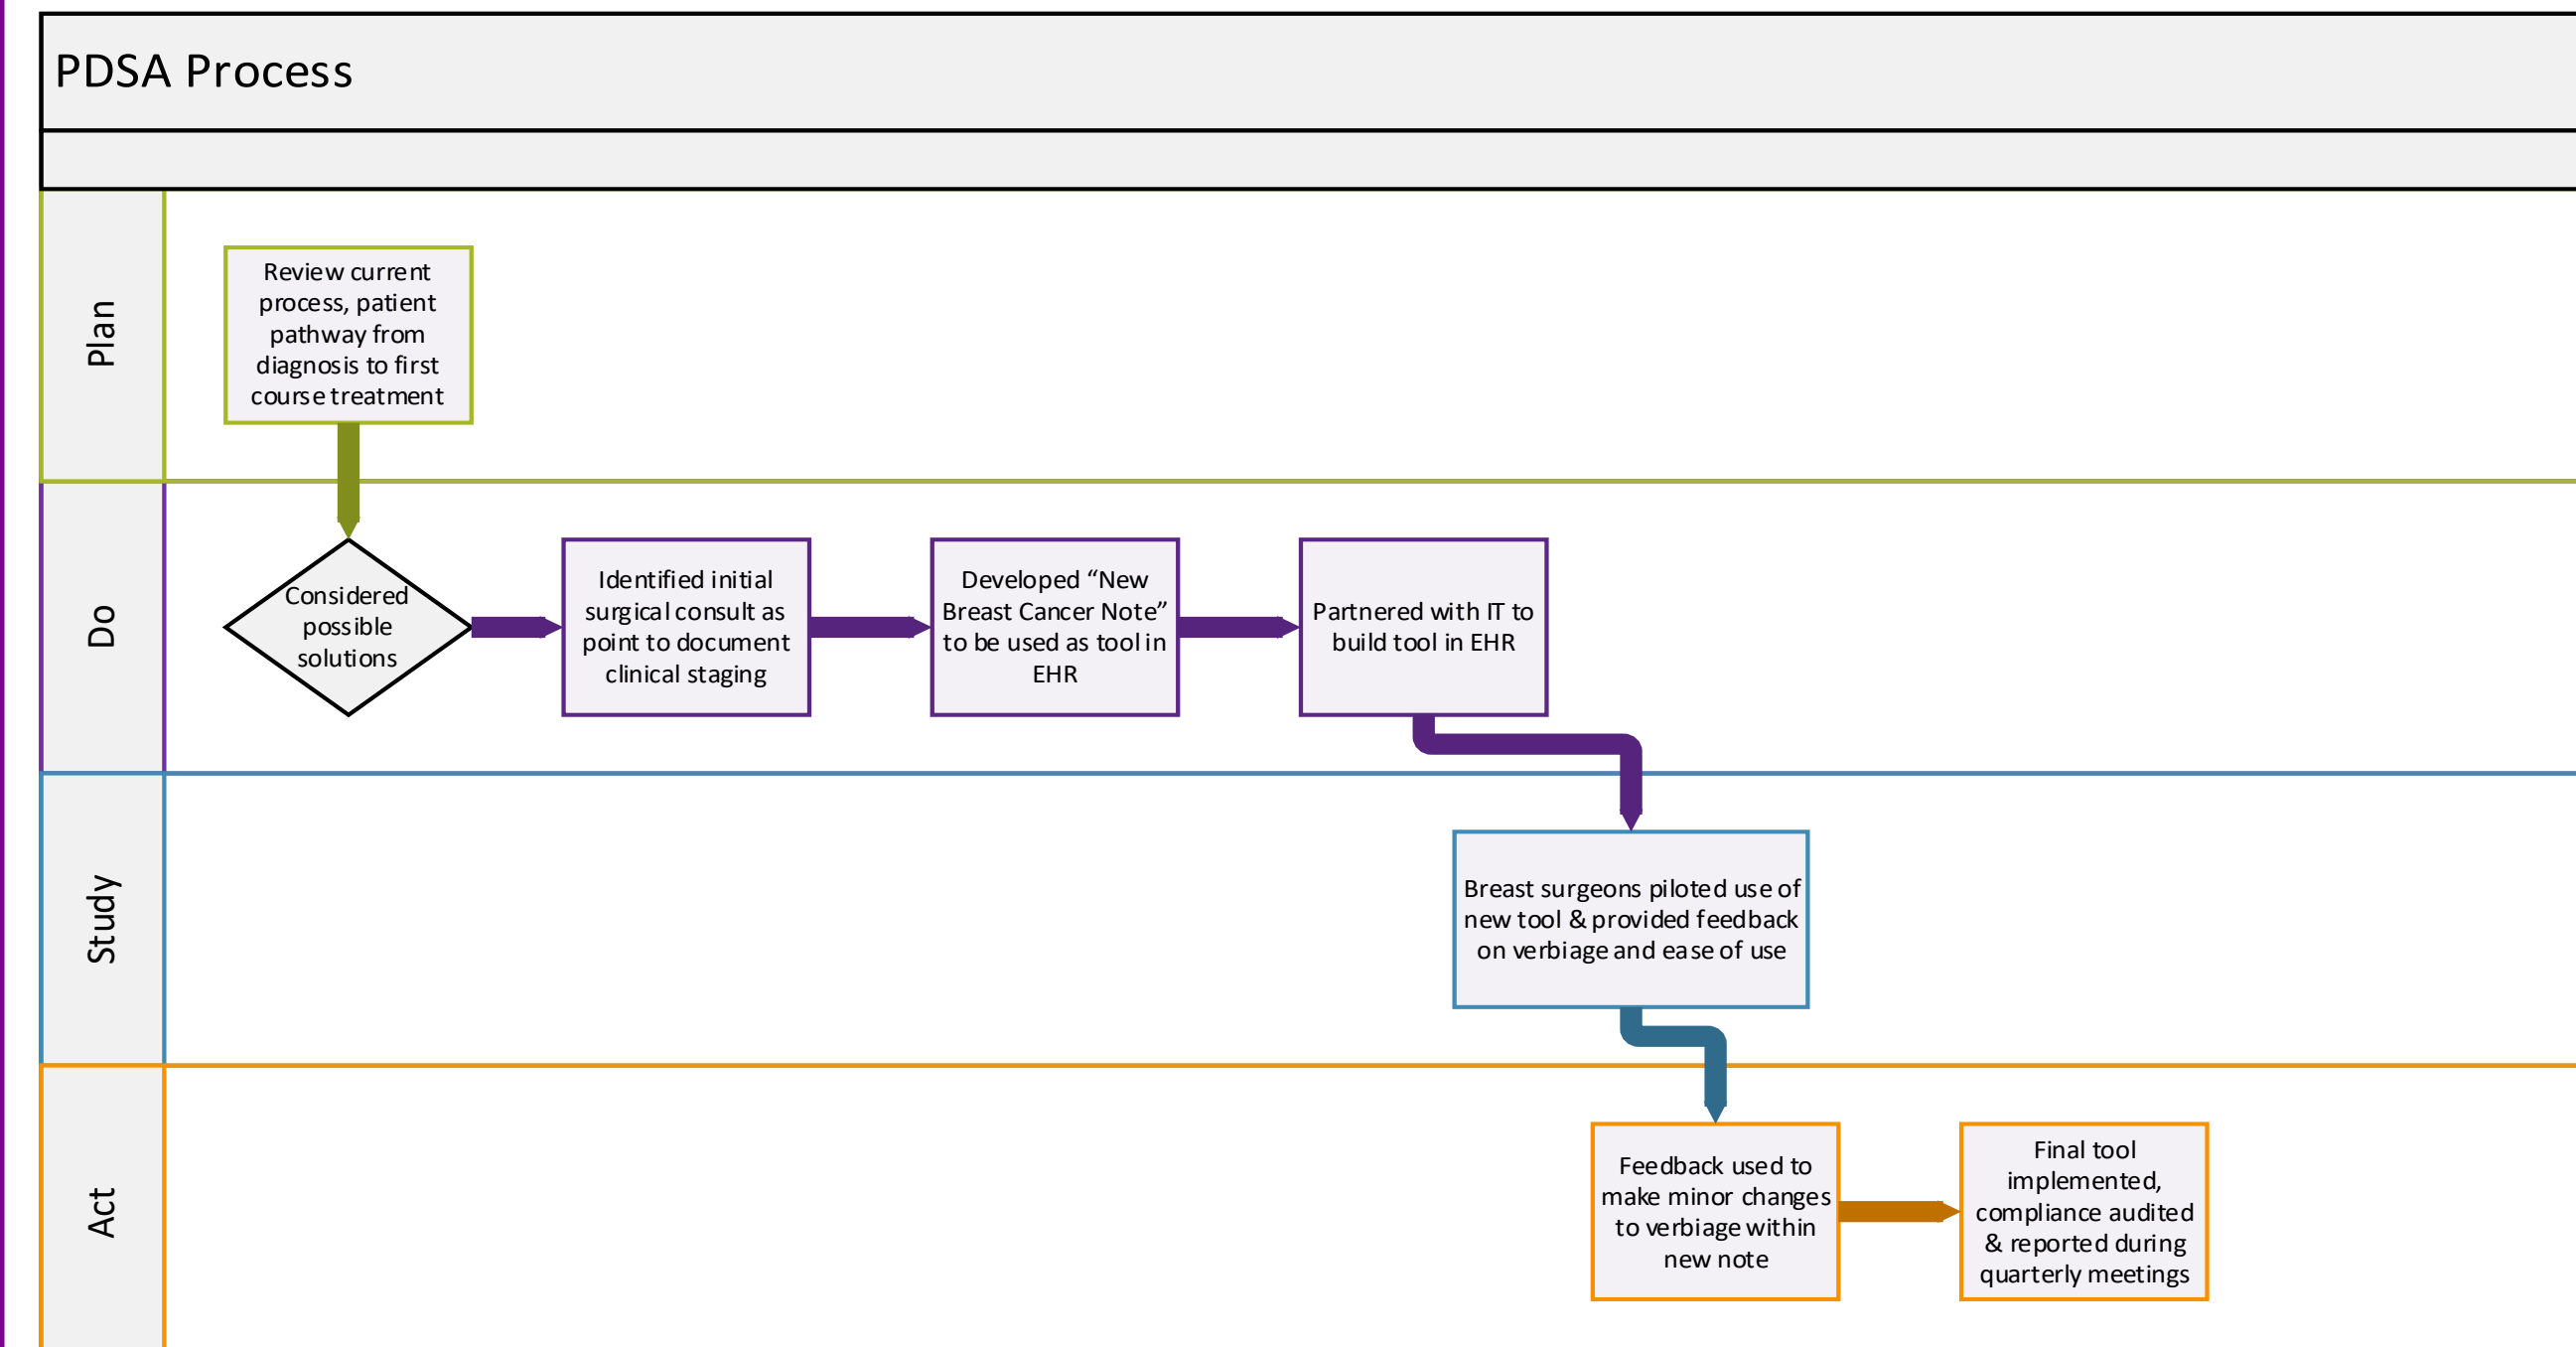 PDSA Process
Plan
Review current
process, patient
pathway from
diagnosis to first
course treatment
Do
Considered
possible
solutions
Identified initial
surgical consult as
point to document
clinical staging
Developed “New
Breast Cancer Note”
to be used as tool in
EHR
Partnered with IT to
build tool in EHR
Study
Breast surgeons piloted use of
new tool & provided feedback
on verbiage and ease of use
Act
Feedback used to
make minor changes
to verbiage within
new note
Final tool
implemented,
compliance audited
& reported during
quarterly meetings